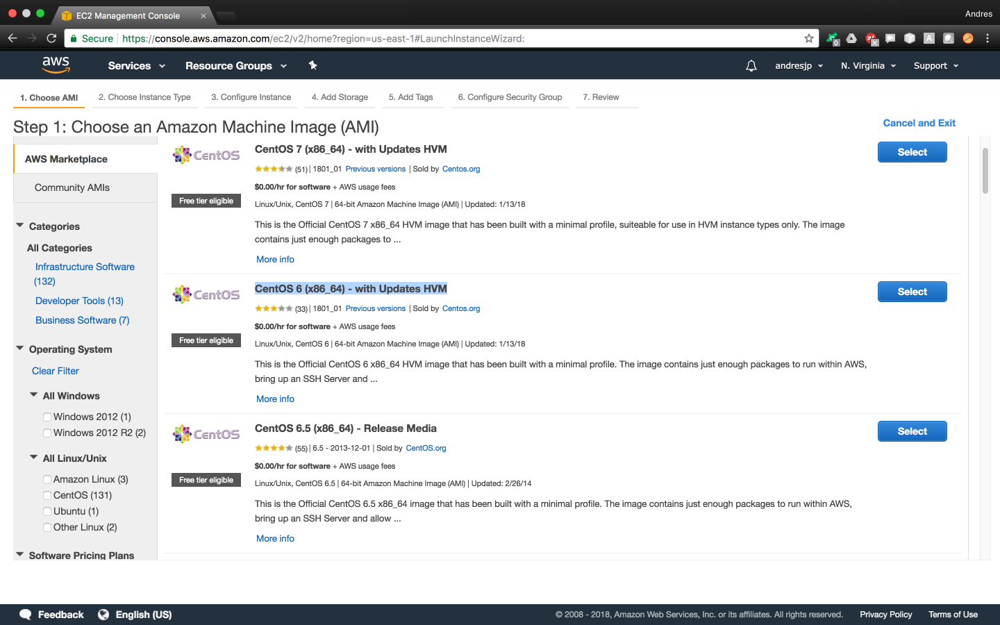 EC2 Management Console
Andres
Secure https://console.aws.amazon.com/ec2/v2/home?region=us-east-1#LaunchInstanceWizard:
aws Services Resource Groups andresjp N. Virginia Support
1. Choose AMI 2. Choose Instance Type 3. Configure Instance 4. Add Storage 5. Add Tags 6. Configure Security Group 7. Review
Step 1: Choose an Amazon Machine Image (AMI)
Cancel and Exit
AWS Marketplace
Community AMIs
Categories
All Categories
Infrastructure Software
(132)
Developer Tools (13)
Business Software (7)
Operating System
Clear Filter
All Windows
Windows 2012 (1)
Windows 2012 R2 (2)
All Linux/Unix
Amazon Linux (3)
CentOS (131)
Ubuntu (1)
Other Linux (2)
Software Pricing Plans
CentOS
Free tier eligible
CentOS 7 (x86_64) - with Updates HVM
(51) | 1801_01 Previous versions | Sold by Centos.org
$0.00/hr for software + AWS usage fees
Linux/Unix, CentOS 7 | 64-bit Amazon Machine Image (AMI) | Updated: 1/13/18
This is the Official CentOS 7 x86_64 HVM image that has been built with a minimal profile, suiteable for use in HVM instance types only. The image
contains just enough packages to ...
More info
Select
CentOS
Free tier eligible
CentOS 6 (x86_64) - with Updates HVM
(33) | 1801_01 Previous versions | Sold by Centos.org
$0.00/hr for software + AWS usage fees
Linux/Unix, CentOS 6 | 64-bit Amazon Machine Image (AMI) | Updated: 1/13/18
This is the Official CentOS 6 x86_64 HVM image that has been built with a minimal profile. The image contains just enough packages to run within AWS,
bring up an SSH Server and ...
More info
Select
CentOS
Free tier eligible
CentOS 6.5 (x86_64) - Release Media
(55) | 6.5 - 2013-12-01 | Sold by CentOS.org
$0.00/hr for software + AWS usage fees
Linux/Unix, CentOS 6.5 | 64-bit Amazon Machine Image (AMI) | Updated: 2/26/14
This is the Official CentOS 6.5 x86_64 image that has been built with a minimal profile. The image contains just enough packages to run within AWS,
bring up an SSH Server and allow ...
More info
Select
Feedback English (US) © 2008 - 2018, Amazon Web Services, Inc. or its affiliates. All rights reserved. Privacy Policy Terms of Use